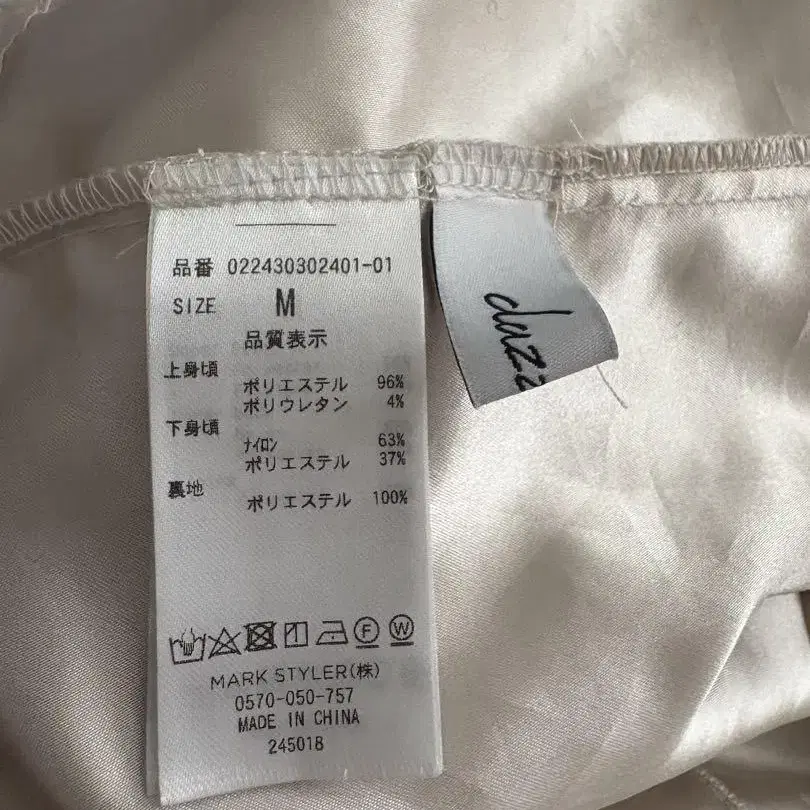 品番 022430302401-01
SIZE M
品質表示
上身頃
ポリエステル 96%
ポリウレタン 4%
下身頃
ﾅｲﾛﾝ 63%
ポリエステル 37%
裏地
ポリエステル 100%
F W
MARK STYLER(株)
0570-050-757
MADE IN CHINA
245018
dazz